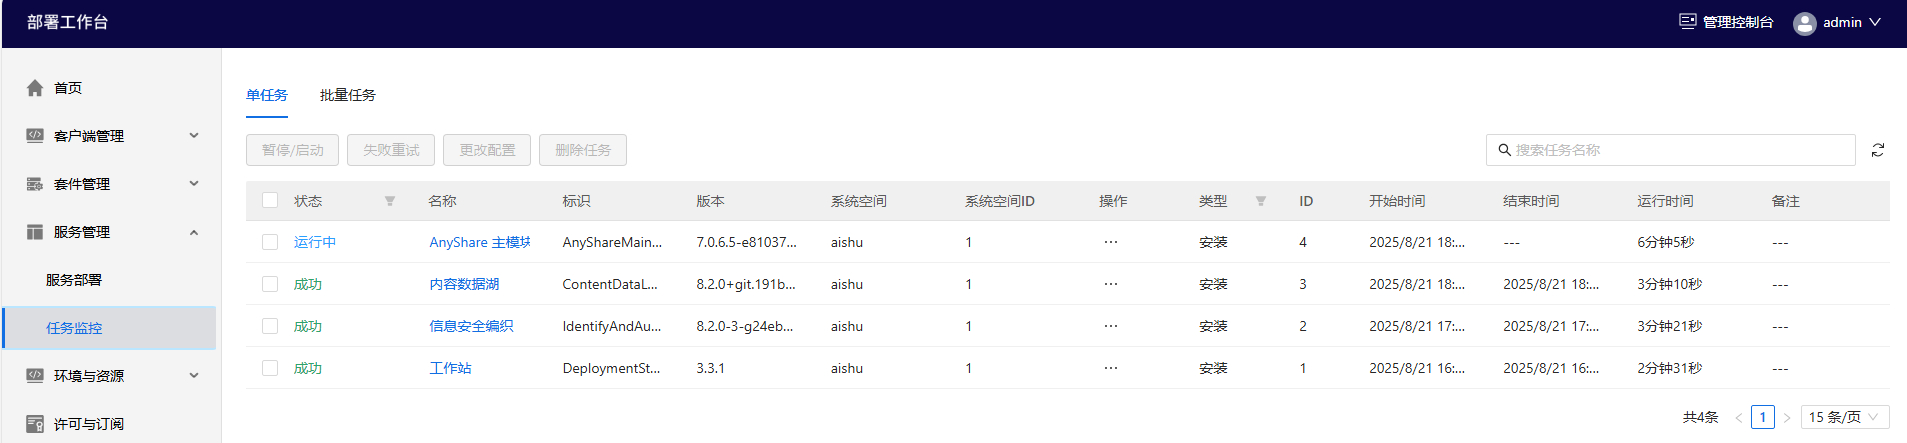 部署工作台 管理控制台 admin
首页
客户端管理
套件管理
服务管理
服务部署
任务监控
环境与资源
许可与订阅
单任务 批量任务
暂停/启动 失败重试 更改配置 删除任务 搜索任务名称
状态 名称 标识 版本 系统空间 系统空间ID 操作 类型 ID 开始时间 结束时间 运行时间 备注
运行中 AnyShare 主模块 AnyShareMain... 7.0.6.5-e81037... aishu 1 ··· 安装 4 2025/8/21 18:... --- 6分钟5秒 ---
成功 内容数据湖 ContentDataL... 8.2.0+git.191b... aishu 1 ··· 安装 3 2025/8/21 18:... 2025/8/21 18:... 3分钟10秒 ---
成功 信息安全编织 IdentifyAndAu... 8.2.0-3-g24eb... aishu 1 ··· 安装 2 2025/8/21 17:... 2025/8/21 17:... 3分钟21秒 ---
成功 工作站 DeploymentSt... 3.3.1 aishu 1 ··· 安装 1 2025/8/21 16:... 2025/8/21 16:... 2分钟31秒 ---
共4条 < 1 > 15 条/页